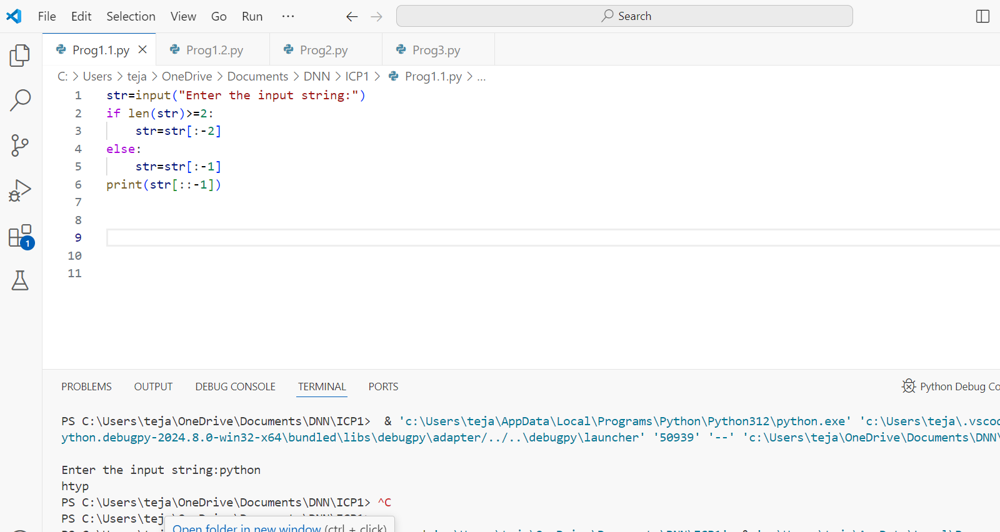 File Edit Selection View Go Run ··· Search
Prog1.1.py Prog1.2.py Prog2.py Prog3.py
C: > Users > teja > OneDrive > Documents > DNN > ICP1 > Prog1.1.py > ...
1 str=input("Enter the input string:")
2 if len(str)>=2:
3     str=str[:-2]
4 else:
5     str=str[:-1]
6 print(str[::-1])
7
8
9
10
11
1
PROBLEMS OUTPUT DEBUG CONSOLE TERMINAL PORTS Python Debug Co
PS C:\Users\teja\OneDrive\Documents\DNN\ICP1>  & 'c:\Users\teja\AppData\Local\Programs\Python\Python312\python.exe' 'c:\Users\teja\.vsco
ython.debugpy-2024.8.0-win32-x64\bundled\libs\debugpy\adapter/../..\debugpy\launcher' '50939' '--' 'c:\Users\teja\OneDrive\Documents\DNN\
Enter the input string:python
htyp
PS C:\Users\teja\OneDrive\Documents\DNN\ICP1> ^C
PS C:\Users\tej
Open folder in new window (ctrl + click)